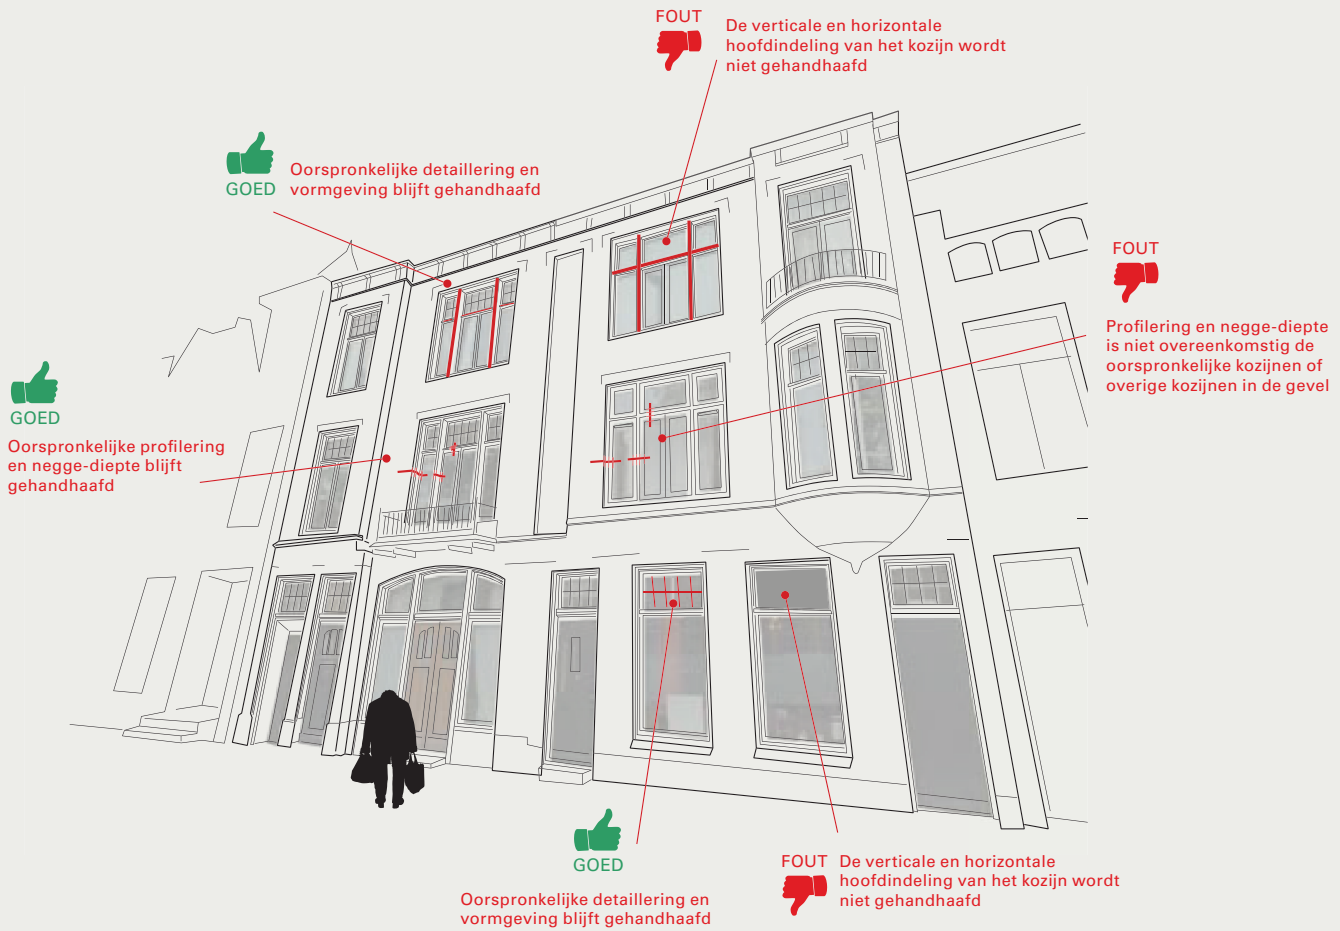 FOUT
De verticale en horizontale
hoofdindeling van het kozijn wordt
niet gehandhaafd
GOED
Oorspronkelijke detaillering en
vormgeving blijft gehandhaafd
FOUT
Profilering en negge-diepte
is niet overeenkomstig de
oorspronkelijke kozijnen of
overige kozijnen in de gevel
GOED
Oorspronkelijke profilering
en negge-diepte blijft
gehandhaafd
GOED
Oorspronkelijke detaillering en
vormgeving blijft gehandhaafd
FOUT
De verticale en horizontale
hoofdindeling van het kozijn wordt
niet gehandhaafd